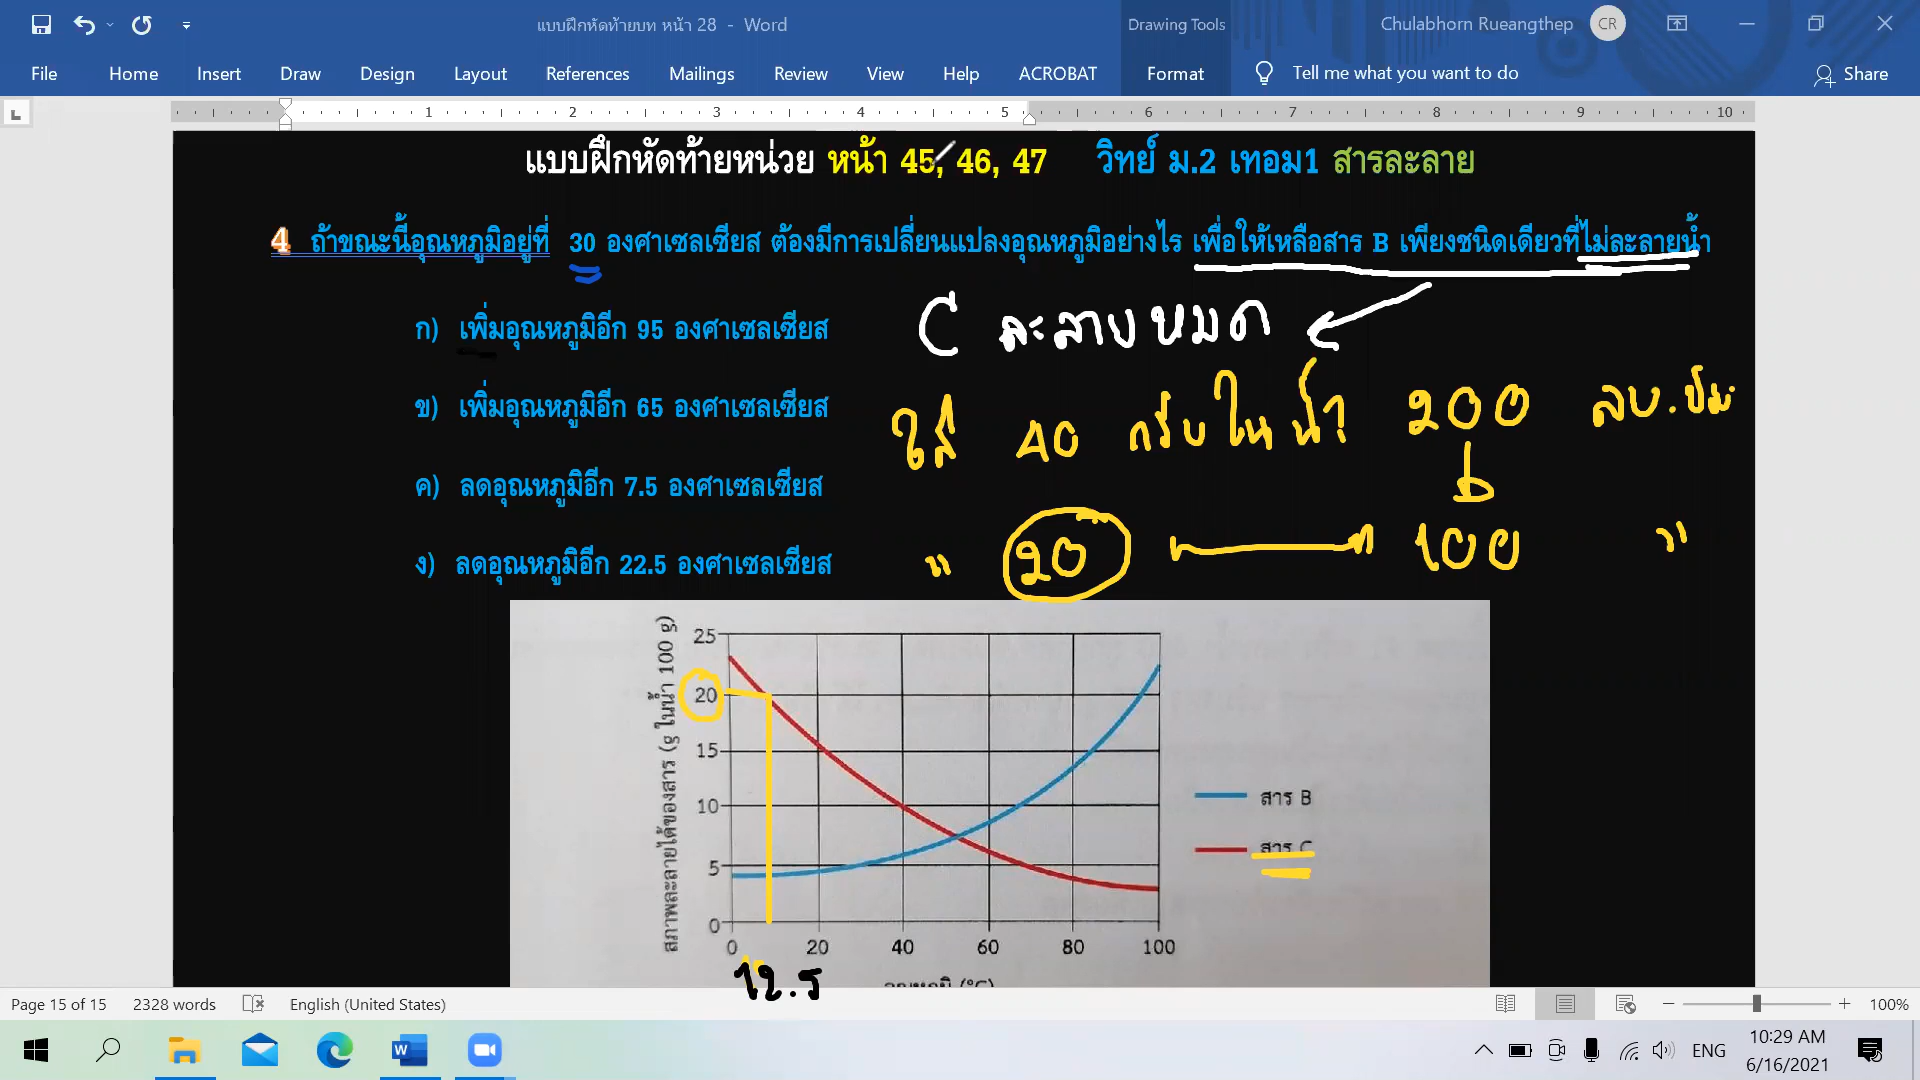 แบบฝึกหัดท้ายบท หน้า 28 - Word
Drawing Tools
Chulabhorn Rueangthep CR
File Home Insert Draw Design Layout References Mailings Review View Help ACROBAT Format Tell me what you want to do Share
1 2 3 4 5 6 7 8 9 10
แบบฝึกหัดท้ายหน่วย หน้า 45, 46, 47 วิทย์ ม.2 เทอม1 สารละลาย
4 ถ้าขณะนี้อุณหภูมิอยู่ที่ 30 องศาเซลเซียส ต้องมีการเปลี่ยนแปลงอุณหภูมิอย่างไร เพื่อให้เหลือสาร B เพียงชนิดเดียวที่ไม่ละลายน้ำ
ก) เพิ่มอุณหภูมิอีก 95 องศาเซลเซียส
C ละลายหมด
ข) เพิ่มอุณหภูมิอีก 65 องศาเซลเซียส
ใส่ 40 กรัมในน้ำ 200 ลบ.ซม.
ค) ลดอุณหภูมิอีก 7.5 องศาเซลเซียส
ง) ลดอุณหภูมิอีก 22.5 องศาเซลเซียส
" 20 100 "
สภาพละลายได้ของสาร (g ในน้ำ 100 g)
25
20
15
10
5
0
สาร B
สาร C
0 20 40 60 80 100
12.5
อุณหภูมิ (°C)
Page 15 of 15 2328 words English (United States) 100%
ENG
10:29 AM
6/16/2021